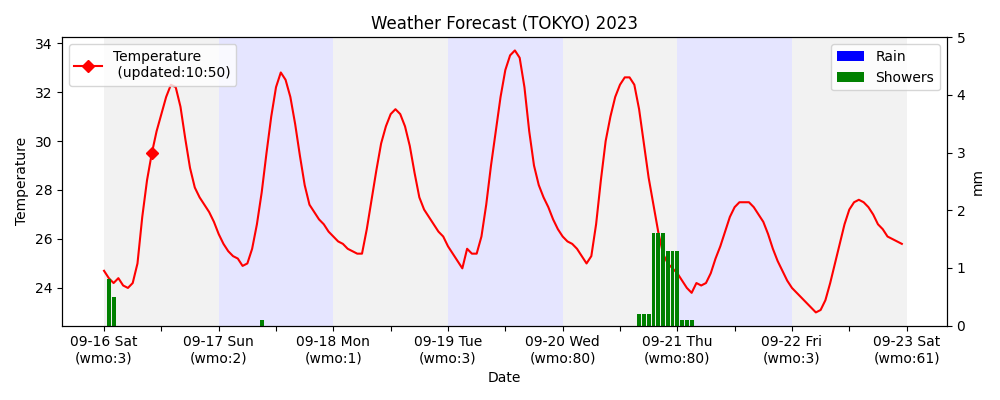 Weather Forecast (TOKYO) 2023
Temperature
(updated:10:50)
Rain
Showers
34
32
30
28
26
24
Temperature
5
4
3
2
1
0
mm
09-16 Sat
(wmo:3)
09-17 Sun
(wmo:2)
09-18 Mon
(wmo:1)
09-19 Tue
(wmo:3)
09-20 Wed
(wmo:80)
09-21 Thu
(wmo:80)
09-22 Fri
(wmo:3)
09-23 Sat
(wmo:61)
Date